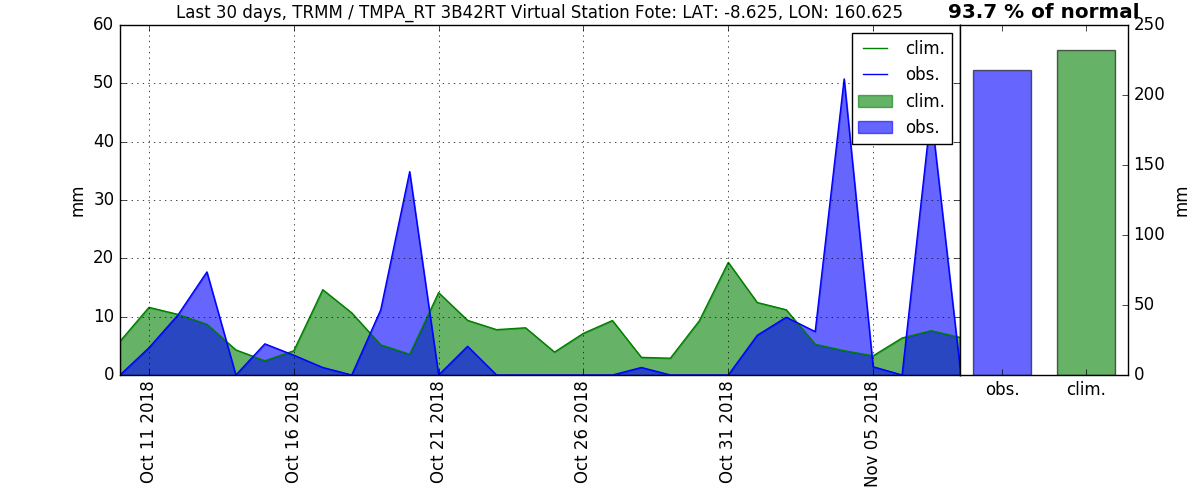 Last 30 days, TRMM / TMPA_RT 3B42RT Virtual Station Fote: LAT: -8.625, LON: 160.625
93.7 % of normal
60
50
40
30
20
10
0
mm
clim.
obs.
clim.
obs.
250
200
150
100
50
0
mm
obs.
clim.
Oct 11 2018
Oct 16 2018
Oct 21 2018
Oct 26 2018
Oct 31 2018
Nov 05 2018